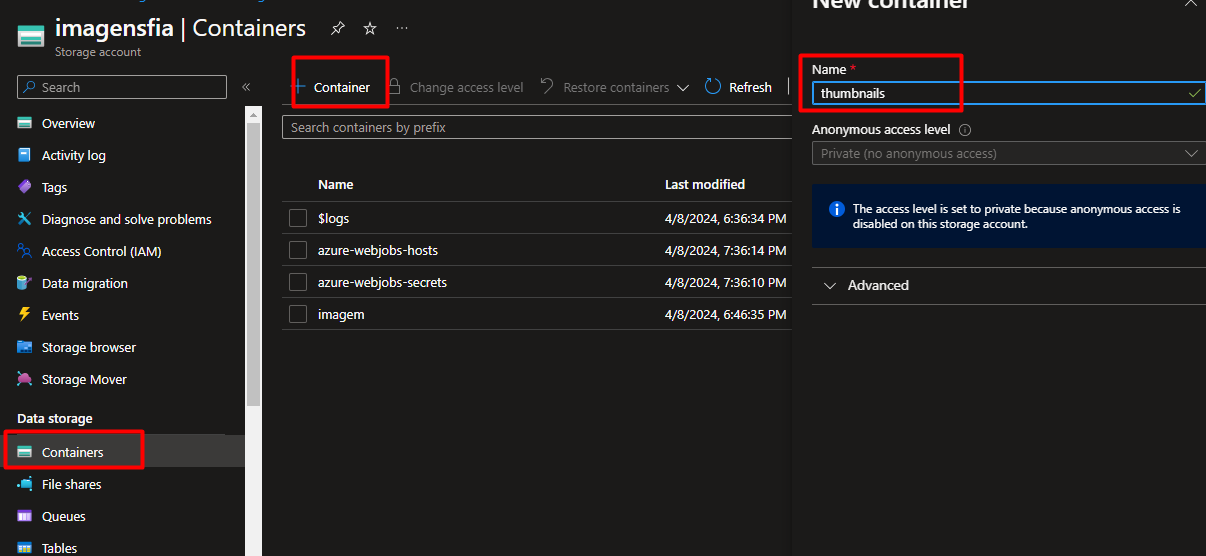 imagensfia | Containers
Storage account
Search
Overview
Activity log
Tags
Diagnose and solve problems
Access Control (IAM)
Data migration
Events
Storage browser
Storage Mover
Data storage
Containers
File shares
Queues
Tables
Container Change access level Restore containers Refresh
Search containers by prefix
Name Last modified
$logs 4/8/2024, 6:36:34 PM
azure-webjobs-hosts 4/8/2024, 7:36:14 PM
azure-webjobs-secrets 4/8/2024, 7:36:10 PM
imagem 4/8/2024, 6:46:35 PM
New container
Name *
thumbnails
Anonymous access level
Private (no anonymous access)
The access level is set to private because anonymous access is
disabled on this storage account.
Advanced